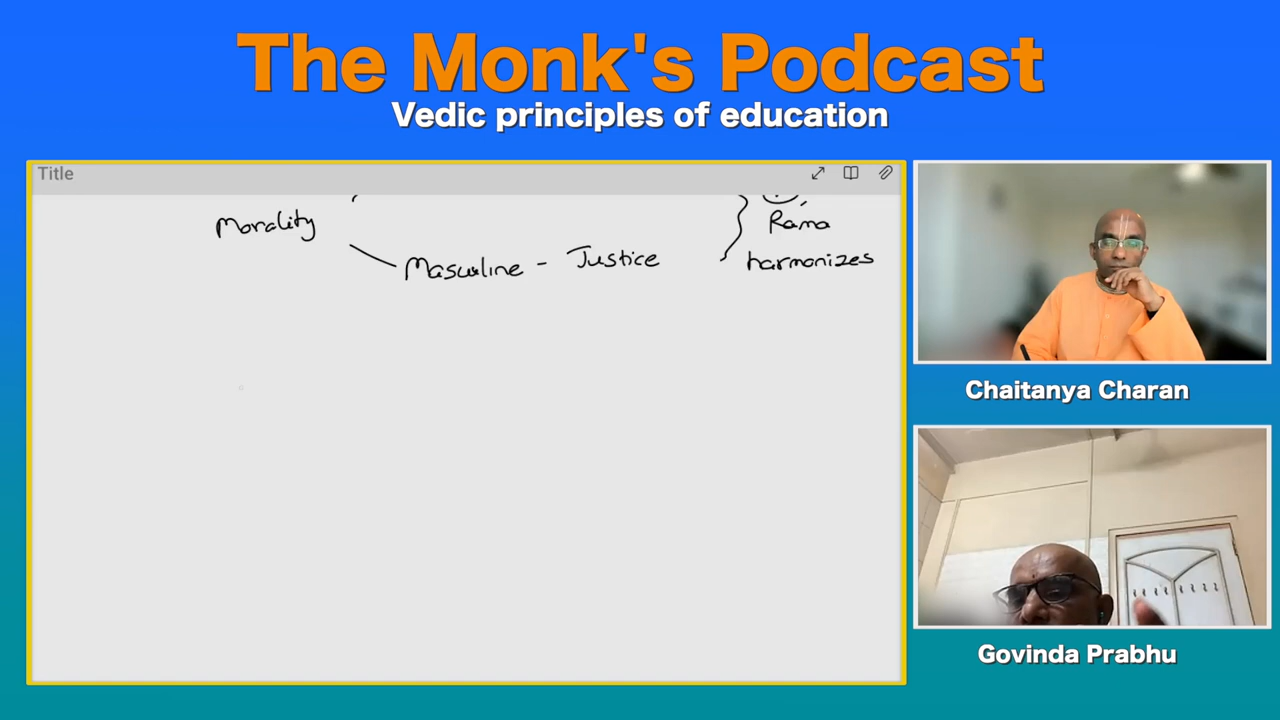 The Monk's Podcast
Vedic principles of education
Title
Morality
Rama
Masculine - Justice
harmonizes
Chaitanya Charan
Govinda Prabhu